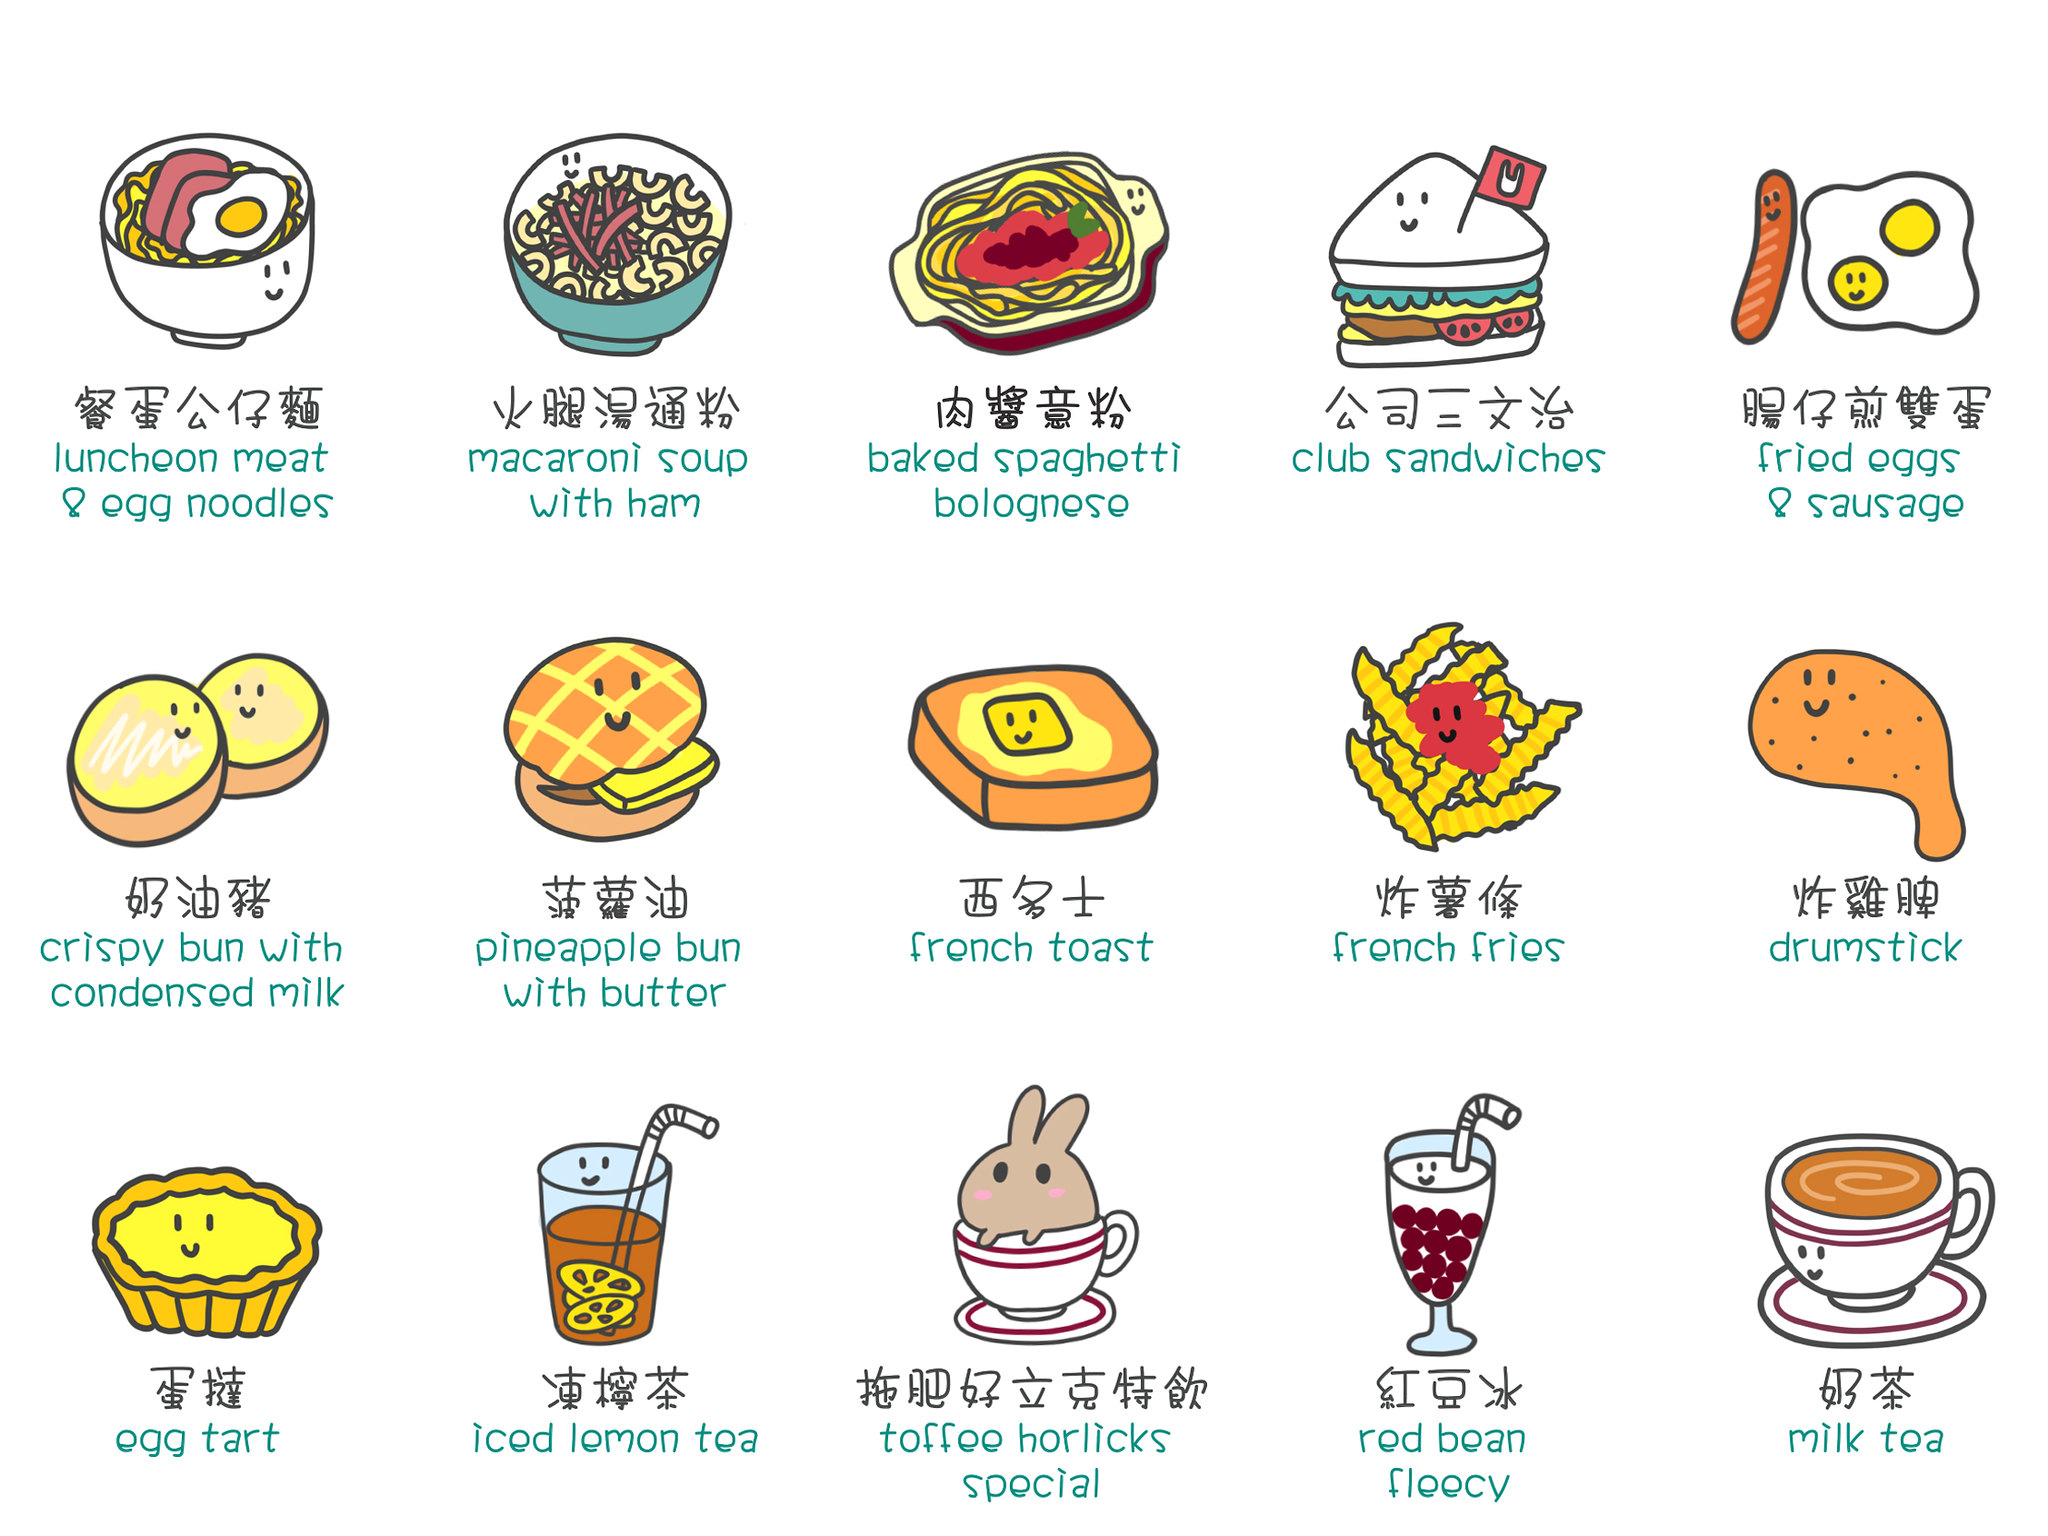 餐蛋公仔麵
luncheon meat
& egg noodles
火腿湯通粉
macaroni soup
with ham
肉醬意粉
baked spaghetti
bolognese
公司三文治
club sandwiches
腸仔煎雙蛋
fried eggs
& sausage
奶油豬
crispy bun with
condensed milk
菠蘿油
pineapple bun
with butter
西多士
french toast
炸薯條
french fries
炸雞脾
drumstick
蛋撻
egg tart
凍檸茶
iced lemon tea
拖肥好立克特飲
toffee horlicks
special
紅豆冰
red bean
fleecy
奶茶
milk tea